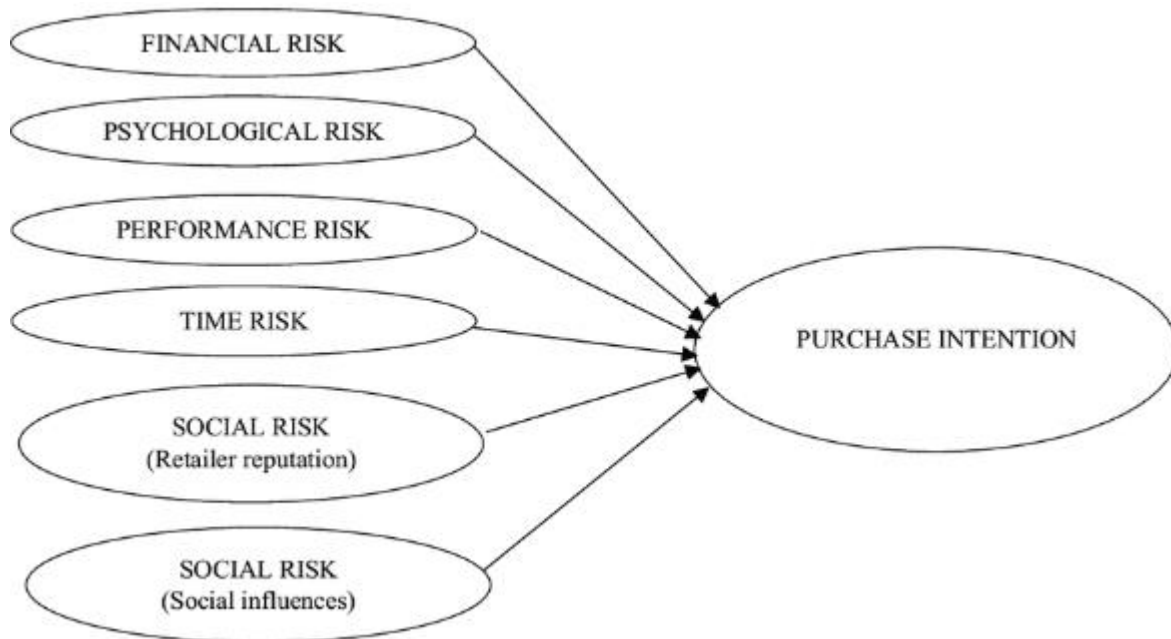 FINANCIAL RISK
PSYCHOLOGICAL RISK
PERFORMANCE RISK
TIME RISK
SOCIAL RISK
(Retailer reputation)
SOCIAL RISK
(Social influences)
PURCHASE INTENTION